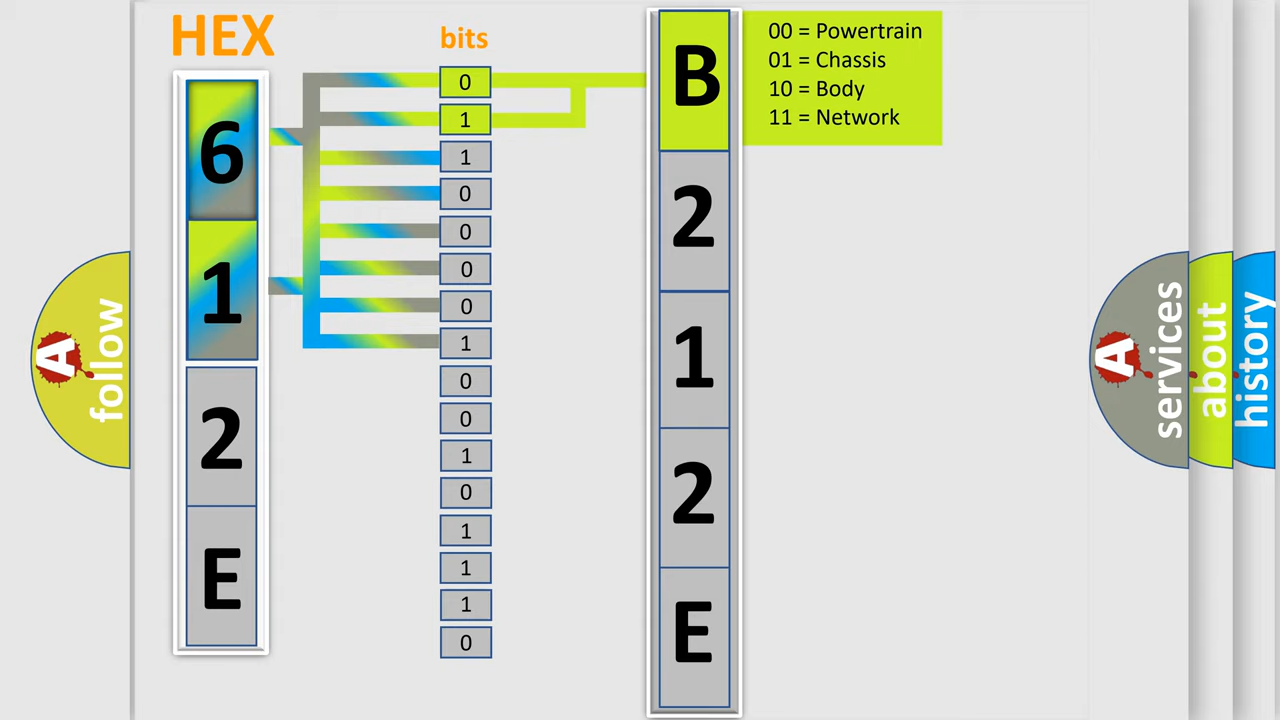 HEX
bits
6
1
2
E
0
1
1
0
0
0
0
1
0
0
1
0
1
1
1
0
B
2
1
2
E
00 = Powertrain
01 = Chassis
10 = Body
11 = Network
A
follow
A
services
about
history